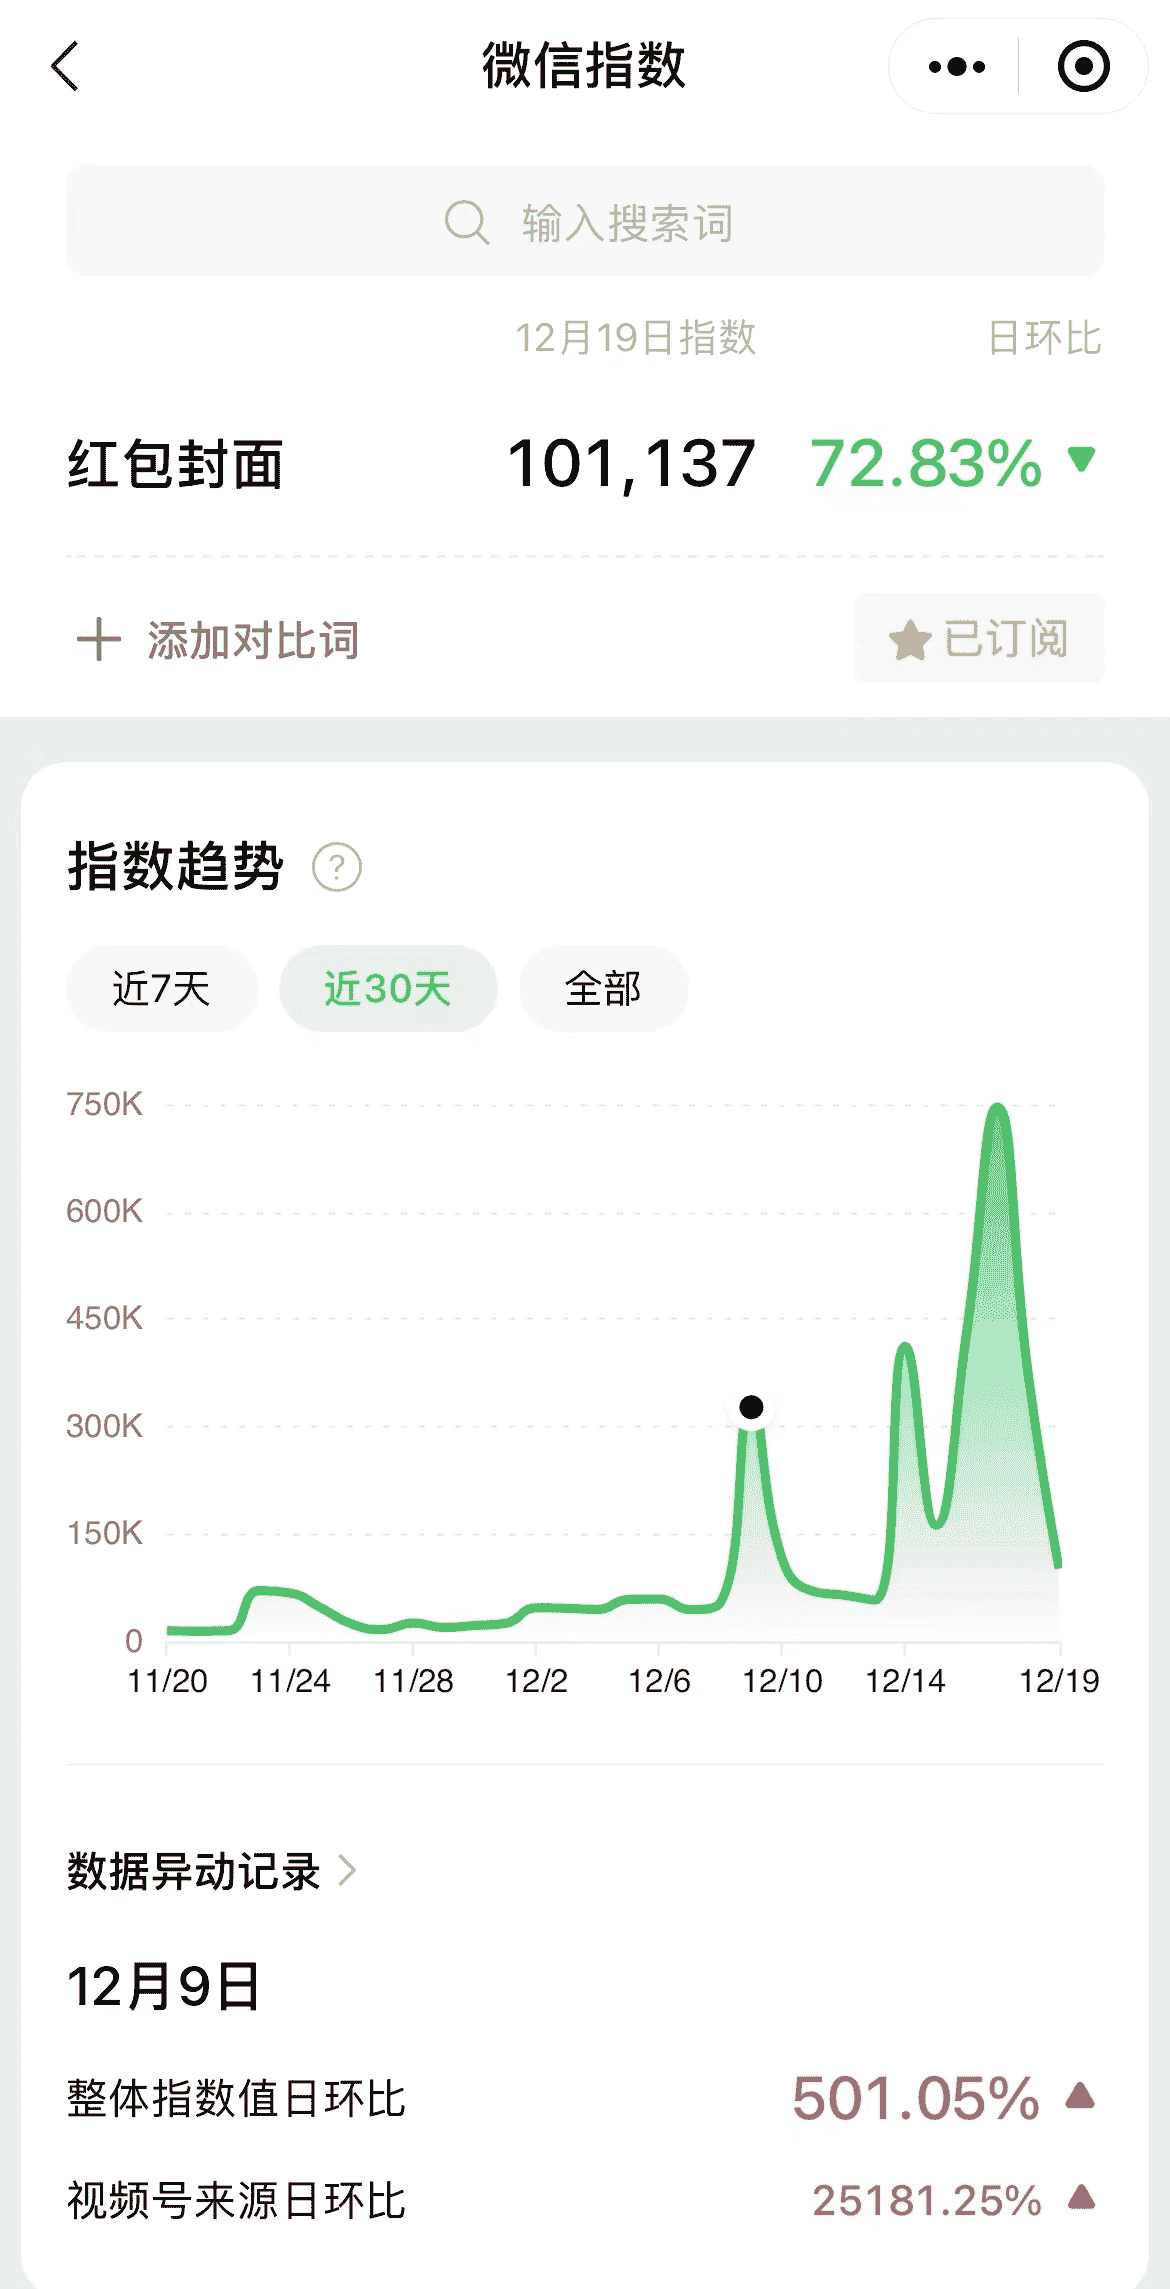 微信指数
输入搜索词
12月19日指数 日环比
红包封面 101,137 72.83%
添加对比词 已订阅
指数趋势 ?
近7天 近30天 全部
750K
600K
450K
300K
150K
0
11/20 11/24 11/28 12/2 12/6 12/10 12/14 12/19
数据异动记录
12月9日
整体指数值日环比 501.05%
视频号来源日环比 25181.25%